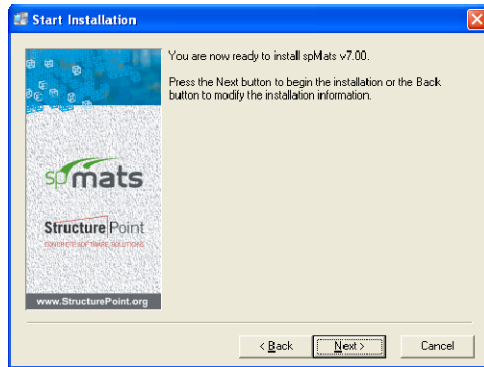 Start Installation
You are now ready to install spMats v7.00.
Press the Next button to begin the installation or the Back
button to modify the installation information.
spmats
StructurePoint
CONCRETE SOFTWARE SOLUTIONS
www.StructurePoint.org
< Back
Next >
Cancel